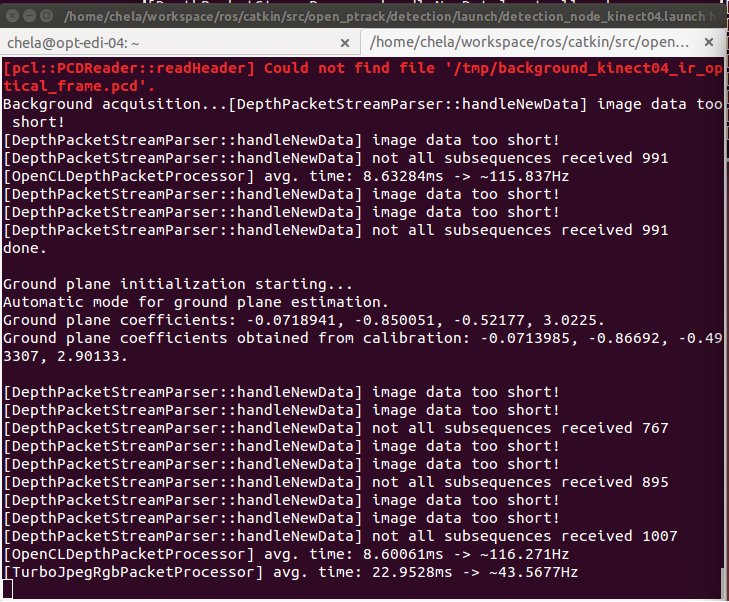 /home/chela/workspace/ros/catkin/src/open_ptrack/detection/launch/detection_node_kinect04.launch
chela@opt-edi-04: ~ × /home/chela/workspace/ros/catkin/src/open... ×
[pcl::PCDReader::readHeader] Could not find file '/tmp/background_kinect04_ir_op
tical_frame.pcd'.
Background acquisition...[DepthPacketStreamParser::handleNewData] image data too
 short!
[DepthPacketStreamParser::handleNewData] image data too short!
[DepthPacketStreamParser::handleNewData] not all subsequences received 991
[OpenCLDepthPacketProcessor] avg. time: 8.63284ms -> ~115.837Hz
[DepthPacketStreamParser::handleNewData] image data too short!
[DepthPacketStreamParser::handleNewData] image data too short!
[DepthPacketStreamParser::handleNewData] not all subsequences received 991
done.

Ground plane initialization starting...
Automatic mode for ground plane estimation.
Ground plane coefficients: -0.0718941, -0.850051, -0.52177, 3.0225.
Ground plane coefficients obtained from calibration: -0.0713985, -0.86692, -0.49
3307, 2.90133.

[DepthPacketStreamParser::handleNewData] image data too short!
[DepthPacketStreamParser::handleNewData] image data too short!
[DepthPacketStreamParser::handleNewData] not all subsequences received 767
[DepthPacketStreamParser::handleNewData] image data too short!
[DepthPacketStreamParser::handleNewData] image data too short!
[DepthPacketStreamParser::handleNewData] not all subsequences received 895
[DepthPacketStreamParser::handleNewData] image data too short!
[DepthPacketStreamParser::handleNewData] image data too short!
[DepthPacketStreamParser::handleNewData] not all subsequences received 1007
[OpenCLDepthPacketProcessor] avg. time: 8.60061ms -> ~116.271Hz
[TurboJpegRgbPacketProcessor] avg. time: 22.9528ms -> ~43.5677Hz